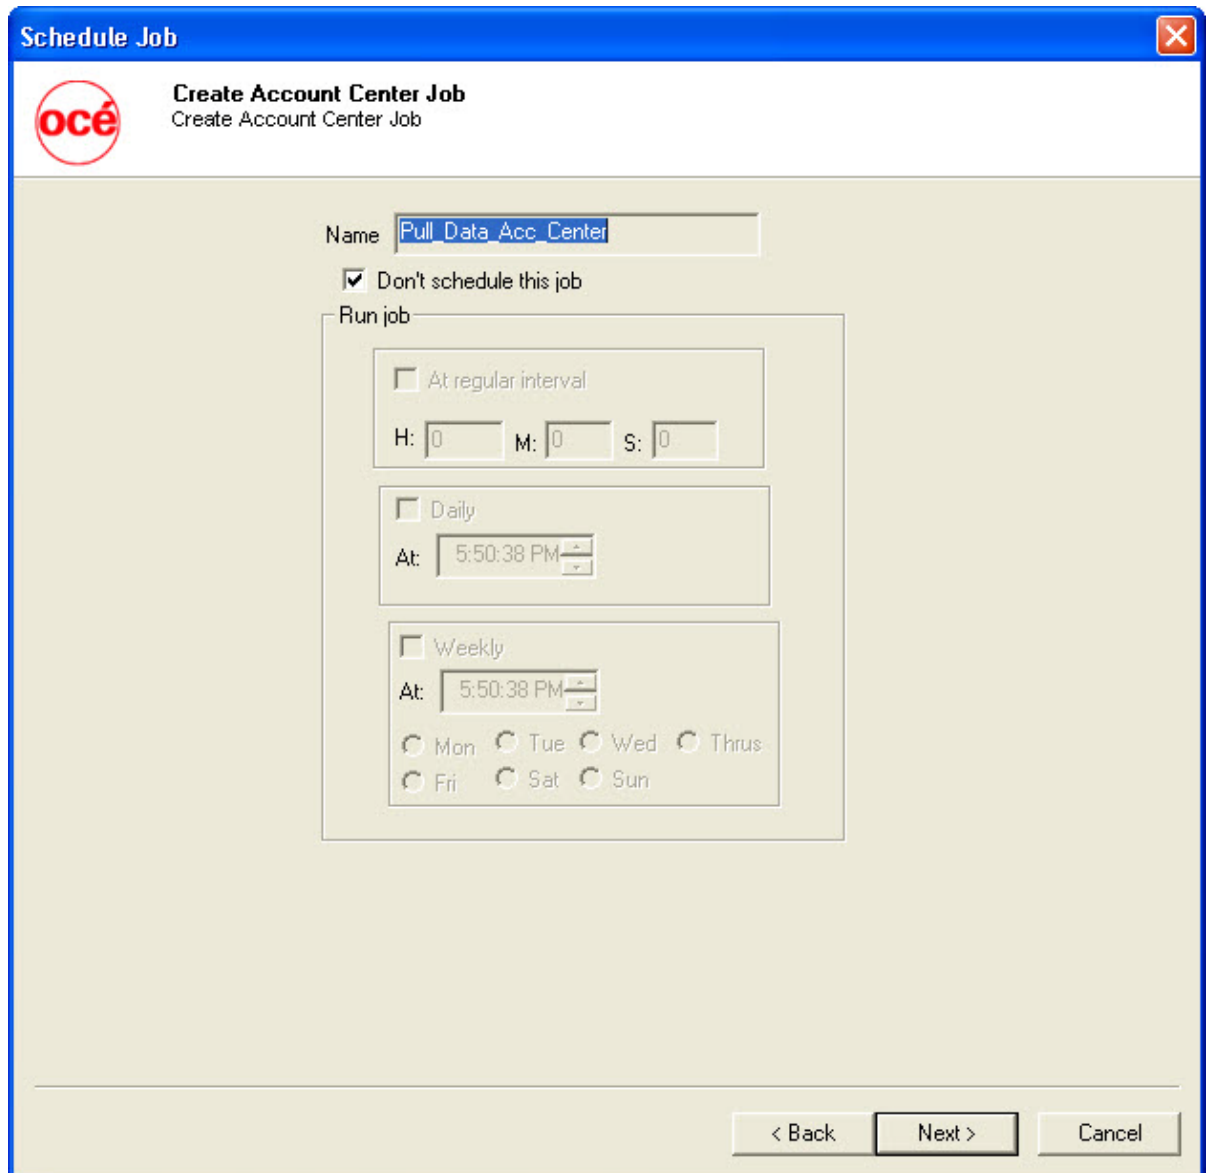 Schedule Job
océ
Create Account Center Job
Create Account Center Job
Name Pull_Data_Acc_Center
Don't schedule this job
Run job
At regular interval
H: 0 M: 0 S: 0
Daily
At: 5:50:38 PM
Weekly
At: 5:50:38 PM
Mon Tue Wed Thrus
Fri Sat Sun
< Back Next > Cancel